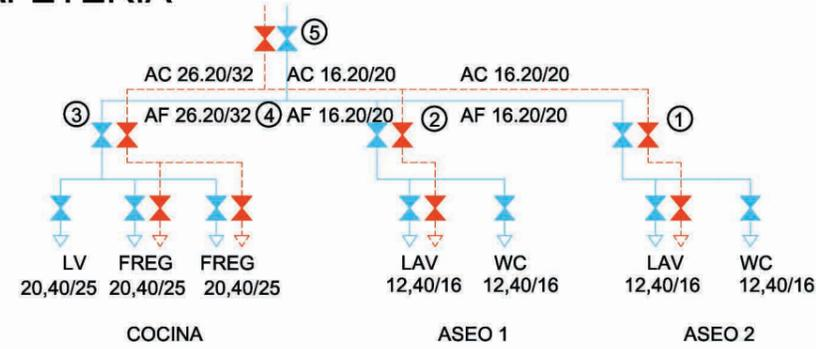 ⑤
AC 26.20/32 AC 16.20/20 AC 16.20/20
③ AF 26.20/32 ④ AF 16.20/20 ② AF 16.20/20 ①
LV FREG FREG LAV WC LAV WC
20,40/25 20,40/25 20,40/25 12,40/16 12,40/16 12,40/16 12,40/16
COCINA ASEO 1 ASEO 2